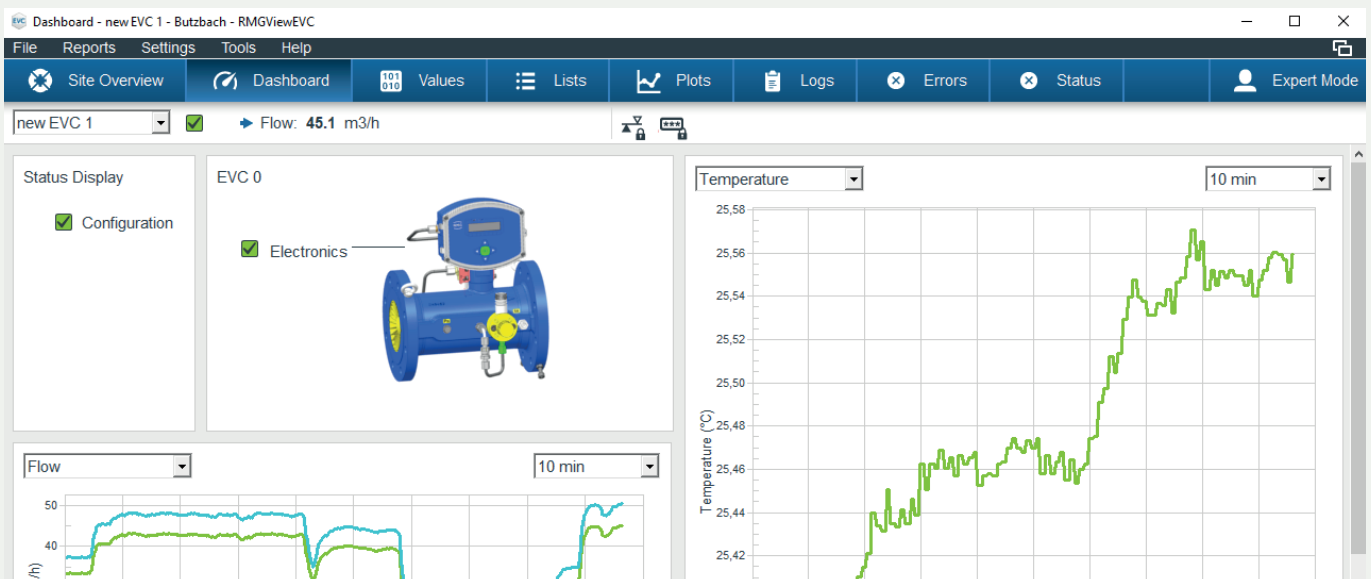 EVC Dashboard - new EVC 1 - Butzbach - RMGViewEVC
File Reports Settings Tools Help
Site Overview Dashboard 101 010 Values Lists Plots Logs Errors Status Expert Mode
new EVC 1 Flow: 45.1 m3/h ***
Status Display
Configuration
EVC 0
Electronics
Temperature 10 min
25,58
25,56
25,54
25,52
25,50
25,48
25,46
25,44
25,42
Temperature (°C)
Flow 10 min
50
40
/h)